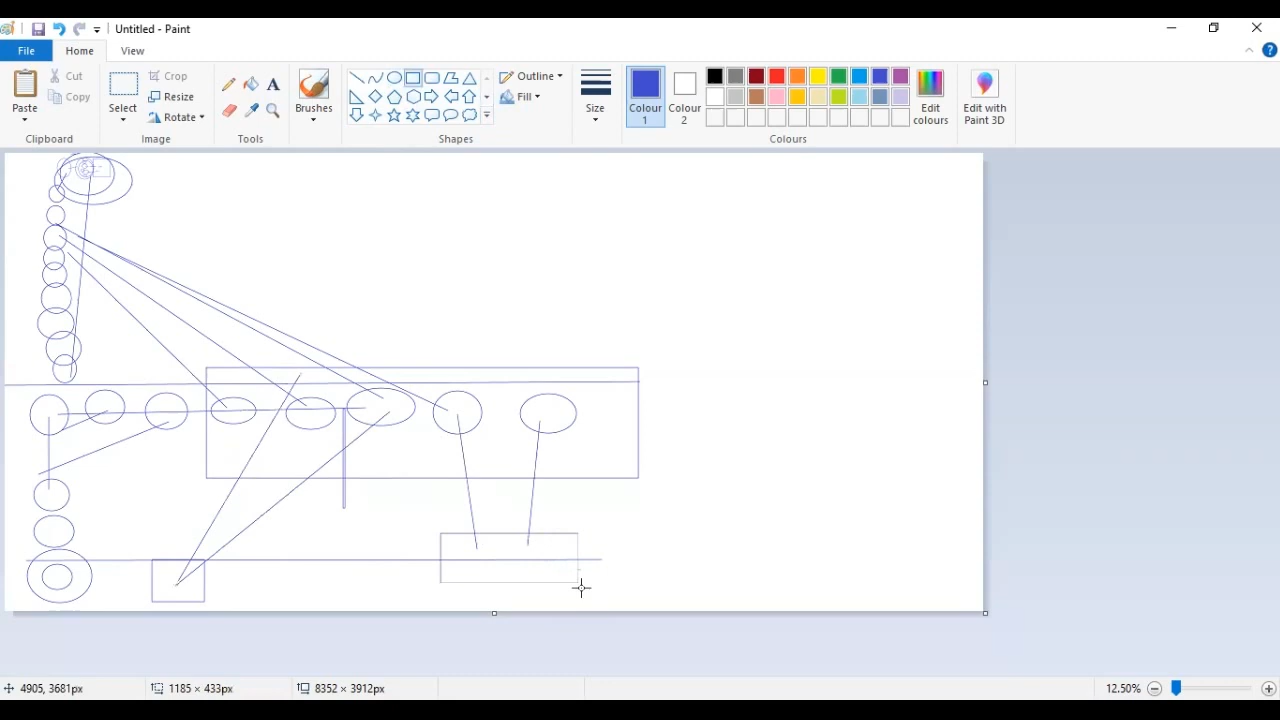 Untitled - Paint
File Home View
Paste
Cut
Copy
Clipboard
Select
Crop
Resize
Rotate
Image
A
Tools
Brushes
Outline
Fill
Shapes
Size
Colour 1
Colour 2
Edit colours
Colours
Edit with Paint 3D
4905, 3681px 1185 × 433px 8352 × 3912px 12.50%